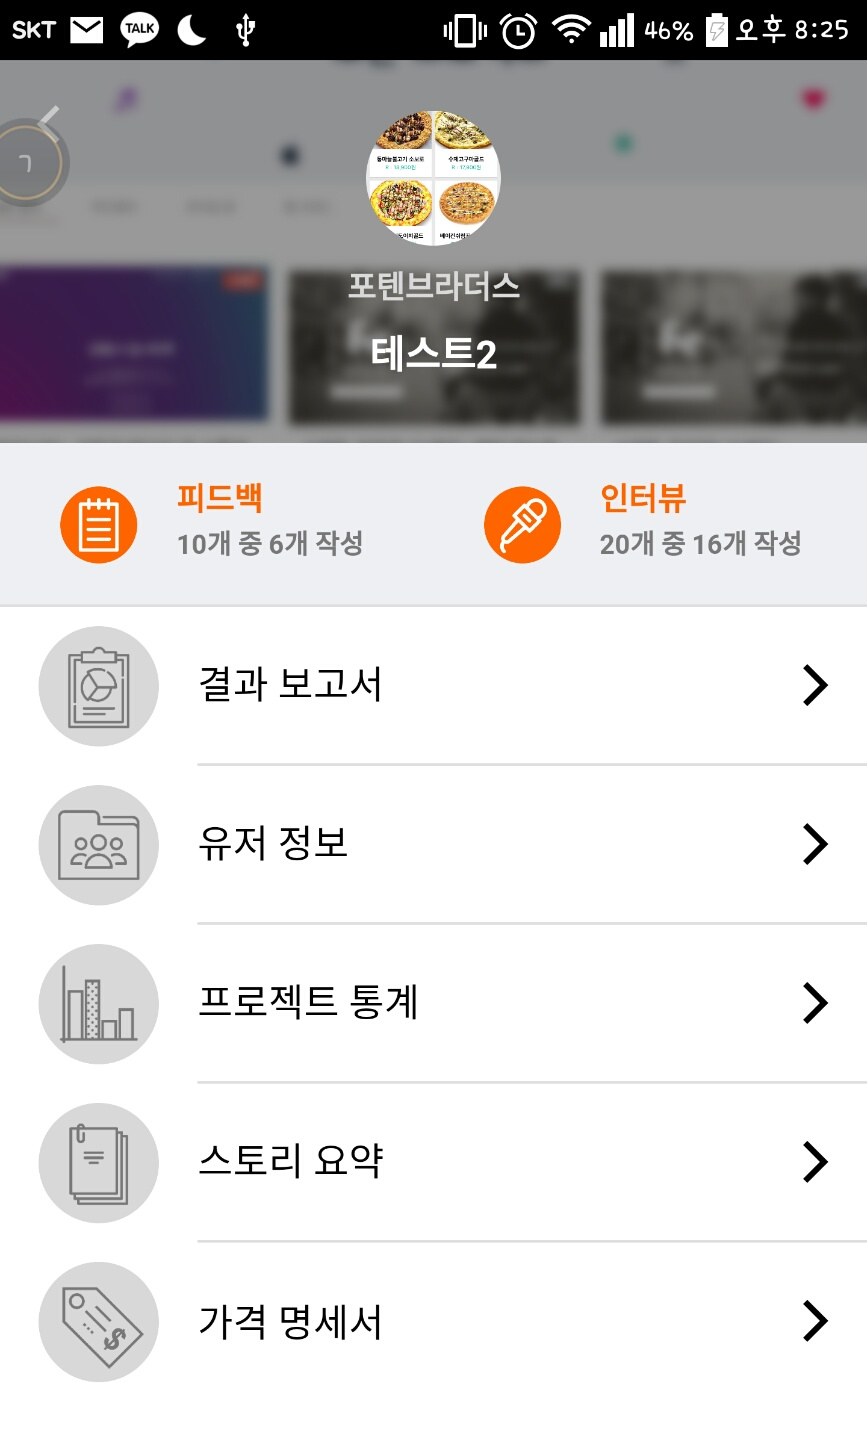 SKT
TALK
46%
오후 8:25
ㄱ
포텐브라더스
테스트2
피드백
10개 중 6개 작성
인터뷰
20개 중 16개 작성
결과 보고서
유저 정보
프로젝트 통계
스토리 요약
가격 명세서